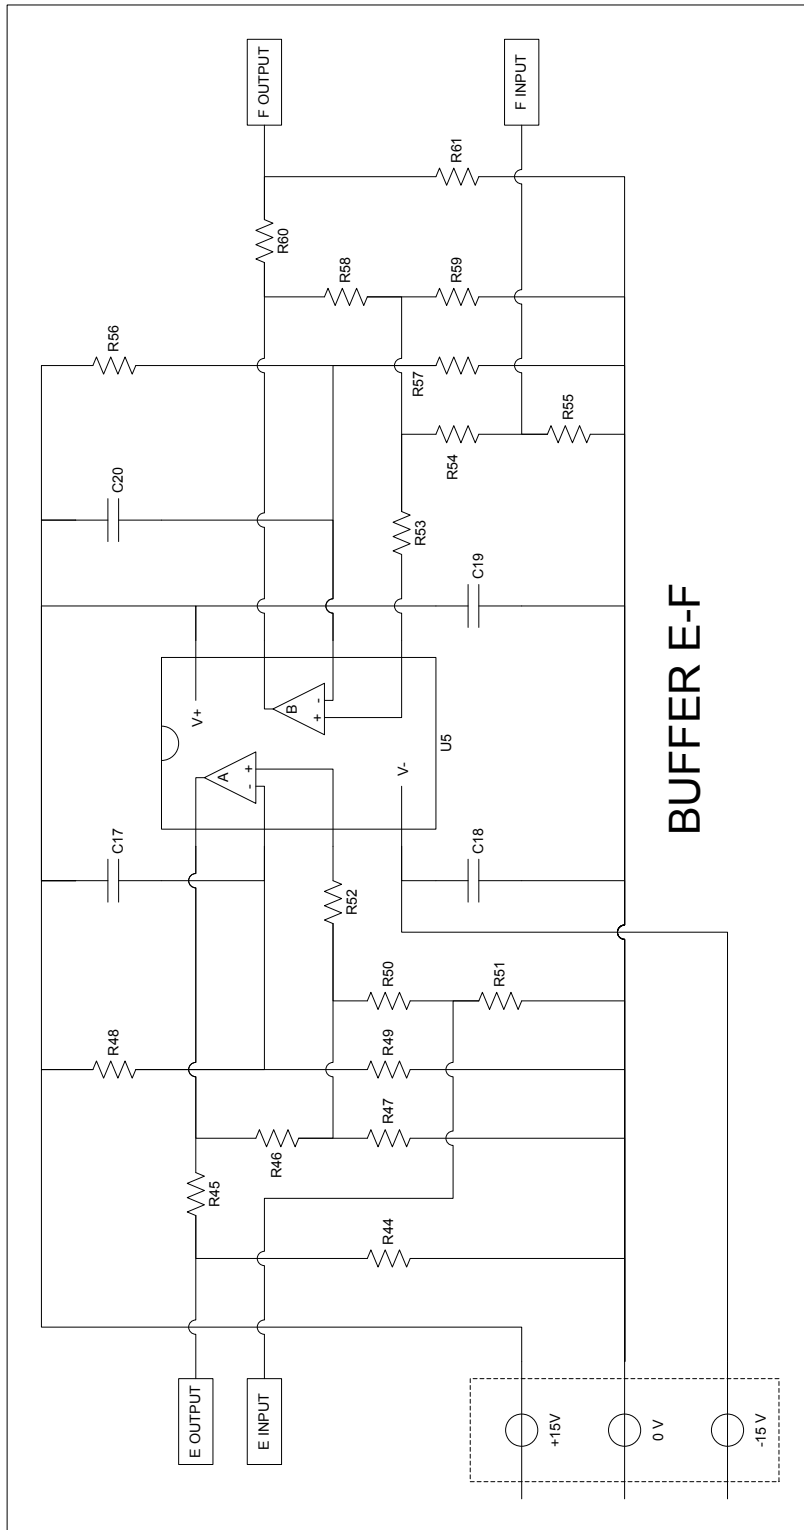 E OUTPUT
E INPUT
+15V
0 V
-15 V
R44
R45
R46
R47
R48
R49
R50
R51
R52
C17
C18
U5
A
-
+
V-
V+
B
+
-
C19
C20
R53
R54
R55
R56
R57
R58
R59
R60
R61
F OUTPUT
F INPUT
BUFFER E-F